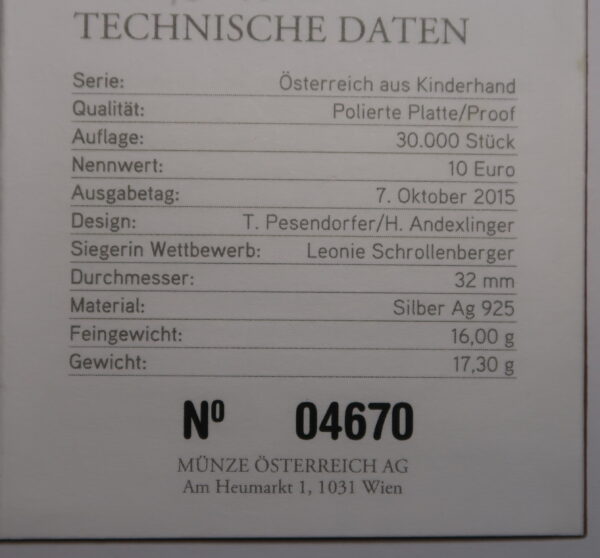 TECHNISCHE DATEN
Serie: Österreich aus Kinderhand
Qualität: Polierte Platte/Proof
Auflage: 30.000 Stück
Nennwert: 10 Euro
Ausgabetag: 7. Oktober 2015
Design: T. Pesendorfer/H. Andexlinger
Siegerin Wettbewerb: Leonie Schrollenberger
Durchmesser: 32 mm
Material: Silber Ag 925
Feingewicht: 16,00 g
Gewicht: 17,30 g
Nº 04670
MÜNZE ÖSTERREICH AG
Am Heumarkt 1, 1031 Wien